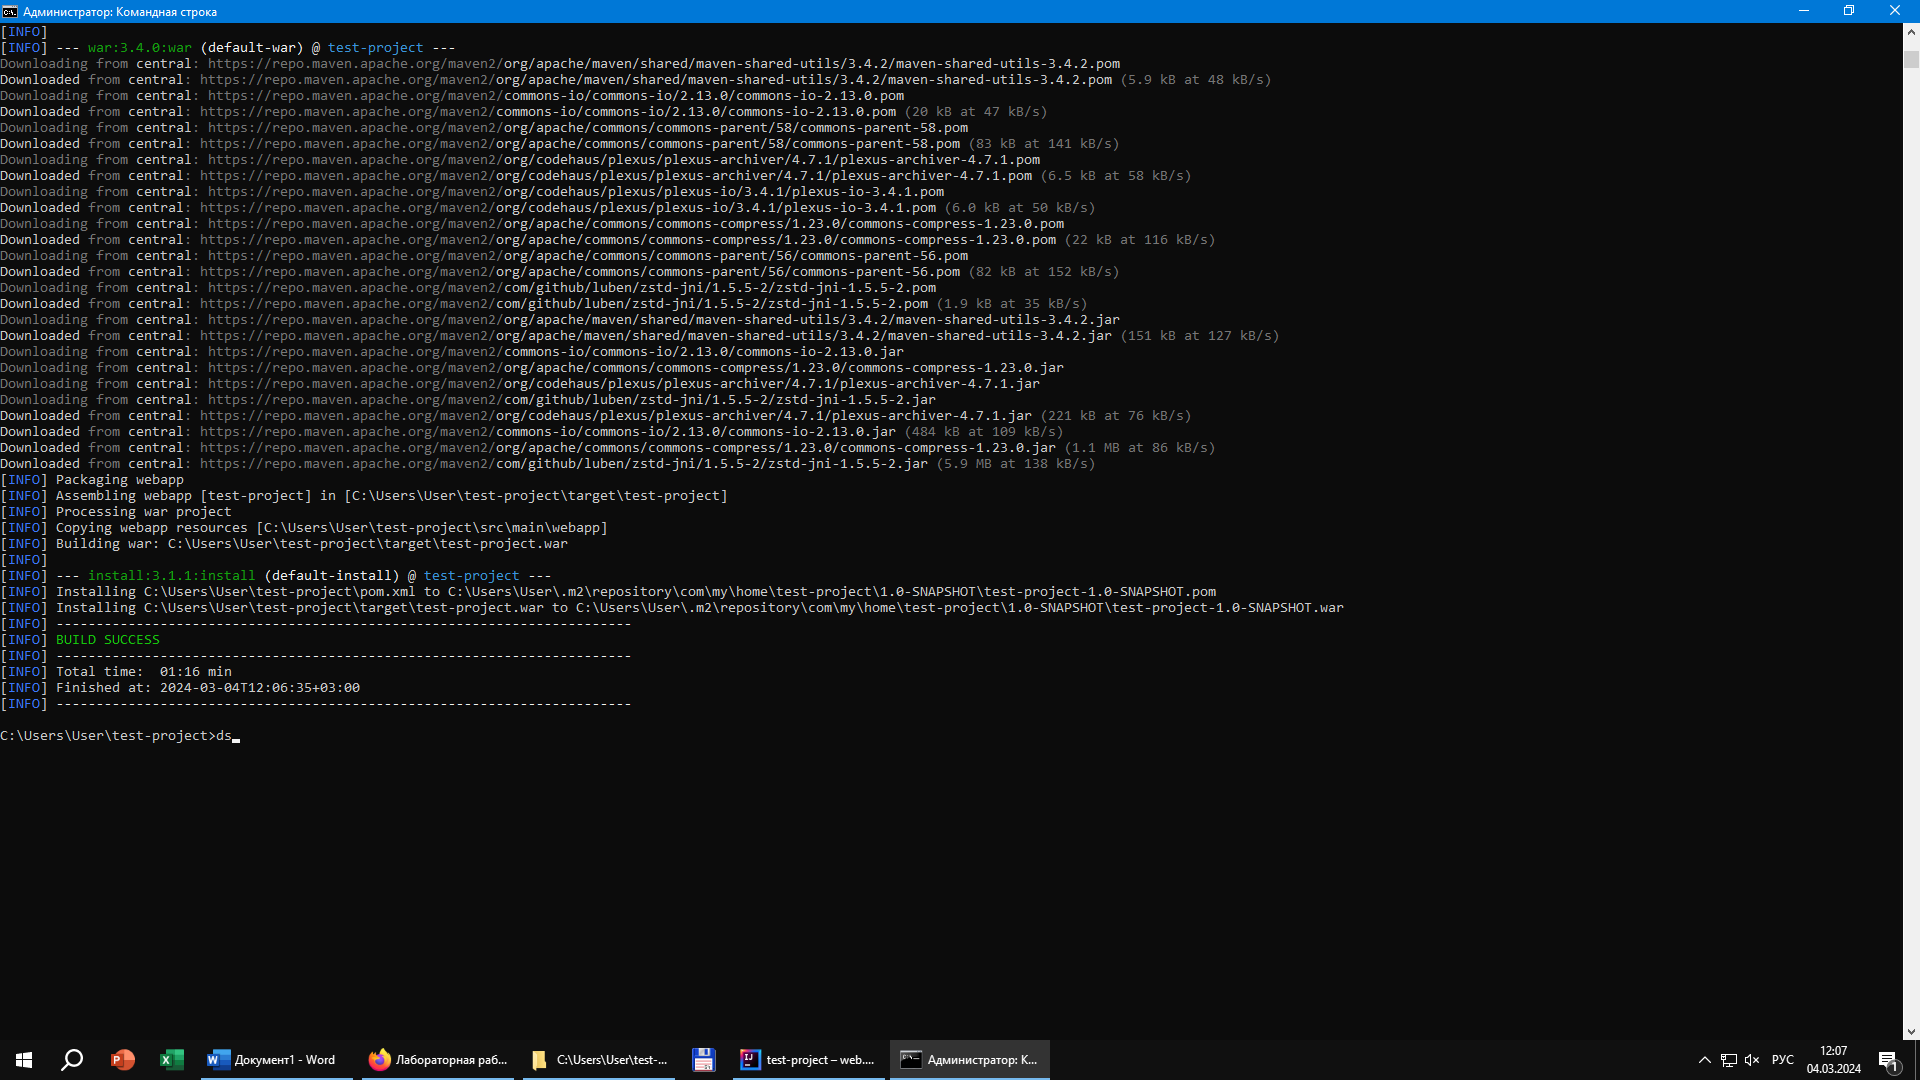 Администратор: Командная строка
[INFO]
[INFO] --- war:3.4.0:war (default-war) @ test-project ---
Downloading from central: https://repo.maven.apache.org/maven2/org/apache/maven/shared/maven-shared-utils/3.4.2/maven-shared-utils-3.4.2.pom
Downloaded from central: https://repo.maven.apache.org/maven2/org/apache/maven/shared/maven-shared-utils/3.4.2/maven-shared-utils-3.4.2.pom (5.9 kB at 48 kB/s)
Downloading from central: https://repo.maven.apache.org/maven2/commons-io/commons-io/2.13.0/commons-io-2.13.0.pom
Downloaded from central: https://repo.maven.apache.org/maven2/commons-io/commons-io/2.13.0/commons-io-2.13.0.pom (20 kB at 47 kB/s)
Downloading from central: https://repo.maven.apache.org/maven2/org/apache/commons/commons-parent/58/commons-parent-58.pom
Downloaded from central: https://repo.maven.apache.org/maven2/org/apache/commons/commons-parent/58/commons-parent-58.pom (83 kB at 141 kB/s)
Downloading from central: https://repo.maven.apache.org/maven2/org/codehaus/plexus/plexus-archiver/4.7.1/plexus-archiver-4.7.1.pom
Downloaded from central: https://repo.maven.apache.org/maven2/org/codehaus/plexus/plexus-archiver/4.7.1/plexus-archiver-4.7.1.pom (6.5 kB at 58 kB/s)
Downloading from central: https://repo.maven.apache.org/maven2/org/codehaus/plexus/plexus-io/3.4.1/plexus-io-3.4.1.pom
Downloaded from central: https://repo.maven.apache.org/maven2/org/codehaus/plexus/plexus-io/3.4.1/plexus-io-3.4.1.pom (6.0 kB at 50 kB/s)
Downloading from central: https://repo.maven.apache.org/maven2/org/apache/commons/commons-compress/1.23.0/commons-compress-1.23.0.pom
Downloaded from central: https://repo.maven.apache.org/maven2/org/apache/commons/commons-compress/1.23.0/commons-compress-1.23.0.pom (22 kB at 116 kB/s)
Downloading from central: https://repo.maven.apache.org/maven2/org/apache/commons/commons-parent/56/commons-parent-56.pom
Downloaded from central: https://repo.maven.apache.org/maven2/org/apache/commons/commons-parent/56/commons-parent-56.pom (82 kB at 152 kB/s)
Downloading from central: https://repo.maven.apache.org/maven2/com/github/luben/zstd-jni/1.5.5-2/zstd-jni-1.5.5-2.pom
Downloaded from central: https://repo.maven.apache.org/maven2/com/github/luben/zstd-jni/1.5.5-2/zstd-jni-1.5.5-2.pom (1.9 kB at 35 kB/s)
Downloading from central: https://repo.maven.apache.org/maven2/org/apache/maven/shared/maven-shared-utils/3.4.2/maven-shared-utils-3.4.2.jar
Downloaded from central: https://repo.maven.apache.org/maven2/org/apache/maven/shared/maven-shared-utils/3.4.2/maven-shared-utils-3.4.2.jar (151 kB at 127 kB/s)
Downloading from central: https://repo.maven.apache.org/maven2/commons-io/commons-io/2.13.0/commons-io-2.13.0.jar
Downloading from central: https://repo.maven.apache.org/maven2/org/apache/commons/commons-compress/1.23.0/commons-compress-1.23.0.jar
Downloading from central: https://repo.maven.apache.org/maven2/org/codehaus/plexus/plexus-archiver/4.7.1/plexus-archiver-4.7.1.jar
Downloading from central: https://repo.maven.apache.org/maven2/com/github/luben/zstd-jni/1.5.5-2/zstd-jni-1.5.5-2.jar
Downloaded from central: https://repo.maven.apache.org/maven2/org/codehaus/plexus/plexus-archiver/4.7.1/plexus-archiver-4.7.1.jar (221 kB at 76 kB/s)
Downloaded from central: https://repo.maven.apache.org/maven2/commons-io/commons-io/2.13.0/commons-io-2.13.0.jar (484 kB at 109 kB/s)
Downloaded from central: https://repo.maven.apache.org/maven2/org/apache/commons/commons-compress/1.23.0/commons-compress-1.23.0.jar (1.1 MB at 86 kB/s)
Downloaded from central: https://repo.maven.apache.org/maven2/com/github/luben/zstd-jni/1.5.5-2/zstd-jni-1.5.5-2.jar (5.9 MB at 138 kB/s)
[INFO] Packaging webapp
[INFO] Assembling webapp [test-project] in [C:\Users\User\test-project\target\test-project]
[INFO] Processing war project
[INFO] Copying webapp resources [C:\Users\User\test-project\src\main\webapp]
[INFO] Building war: C:\Users\User\test-project\target\test-project.war
[INFO]
[INFO] --- install:3.1.1:install (default-install) @ test-project ---
[INFO] Installing C:\Users\User\test-project\pom.xml to C:\Users\User\.m2\repository\com\my\home\test-project\1.0-SNAPSHOT\test-project-1.0-SNAPSHOT.pom
[INFO] Installing C:\Users\User\test-project\target\test-project.war to C:\Users\User\.m2\repository\com\my\home\test-project\1.0-SNAPSHOT\test-project-1.0-SNAPSHOT.war
[INFO] ------------------------------------------------------------------------
[INFO] BUILD SUCCESS
[INFO] ------------------------------------------------------------------------
[INFO] Total time:  01:16 min
[INFO] Finished at: 2024-03-04T12:06:35+03:00
[INFO] ------------------------------------------------------------------------
C:\Users\User\test-project>ds_
Документ1 - Word
Лабораторная раб...
C:\Users\User\test-...
test-project – web....
Администратор: К...
РУС
12:07
04.03.2024
1